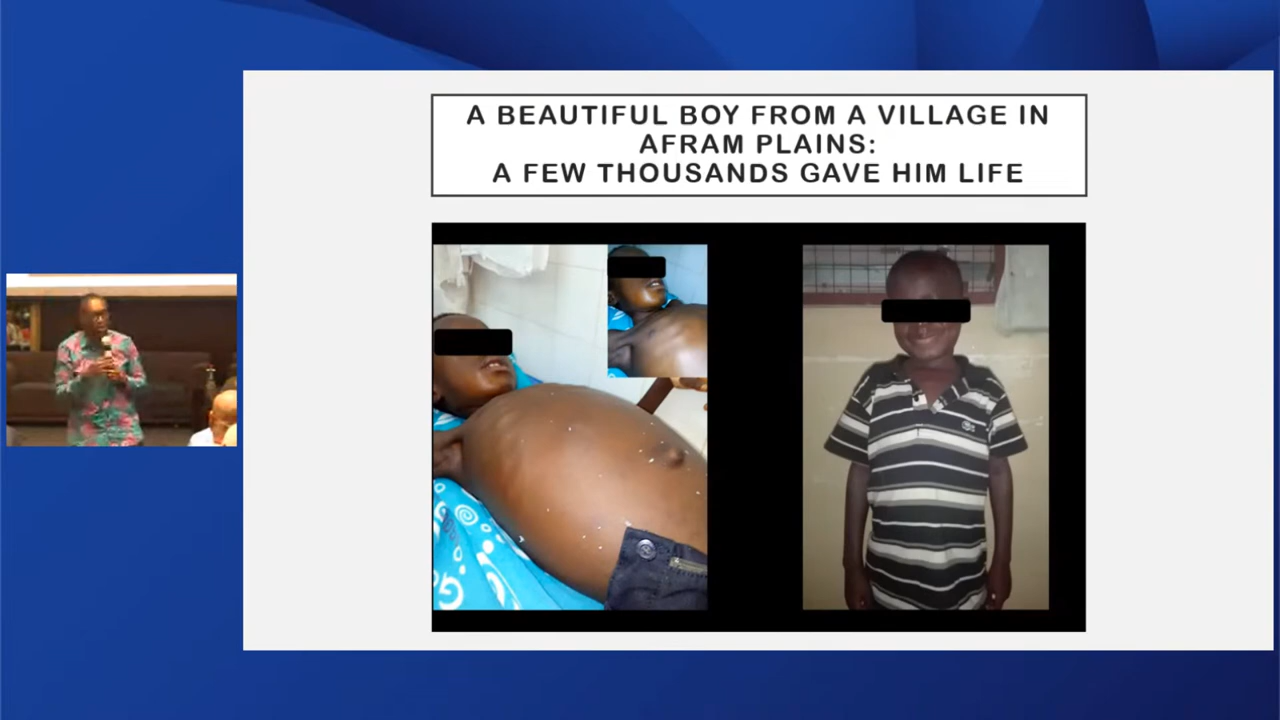 A BEAUTIFUL BOY FROM A VILLAGE IN
AFRAM PLAINS:
A FEW THOUSANDS GAVE HIM LIFE